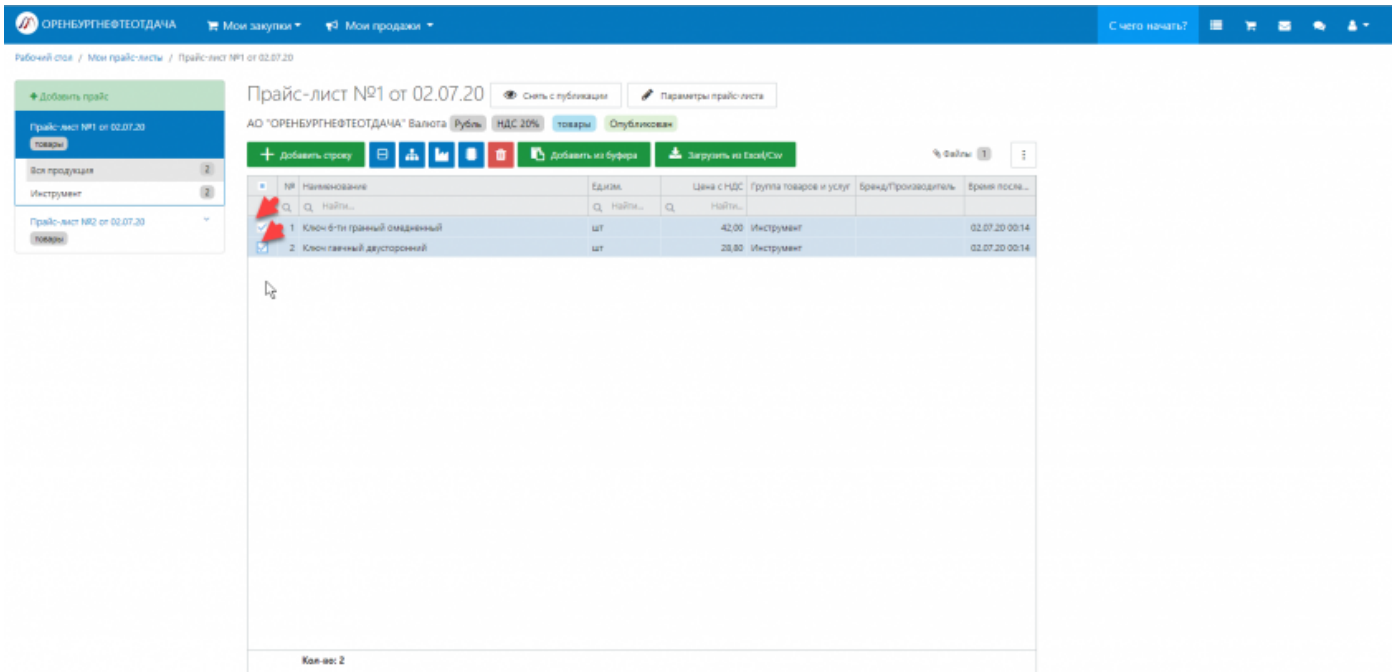 ОРЕНБУРГНЕФТЕОТДАЧА Мои закупки Мои продажи С чего начать?
Рабочий стол / Мои прайс-листы / Прайс-лист №1 от 02.07.20
Добавить прайс
Прайс-лист №1 от 02.07.20
товары
Вся продукция 2
Инструмент 2
Прайс-лист №2 от 02.07.20
товары
Прайс-лист №1 от 02.07.20 Снять с публикации Параметры прайс-листа
АО "ОРЕНБУРГНЕФТЕОТДАЧА" Валюта Рубль НДС 20% товары Опубликован
Добавить строку Добавить из буфера Загрузить из Excel/Csv Файлы 1
№ Наименование Ед.изм. Цена с НДС Группа товаров и услуг Бренд/Производитель Время после...
Найти... Найти... Найти...
1 Ключ 6-ти гранный омедненный шт 42,00 Инструмент 02.07.20 00:14
2 Ключ гаечный двусторонний шт 28,80 Инструмент 02.07.20 00:14
Кол-во: 2